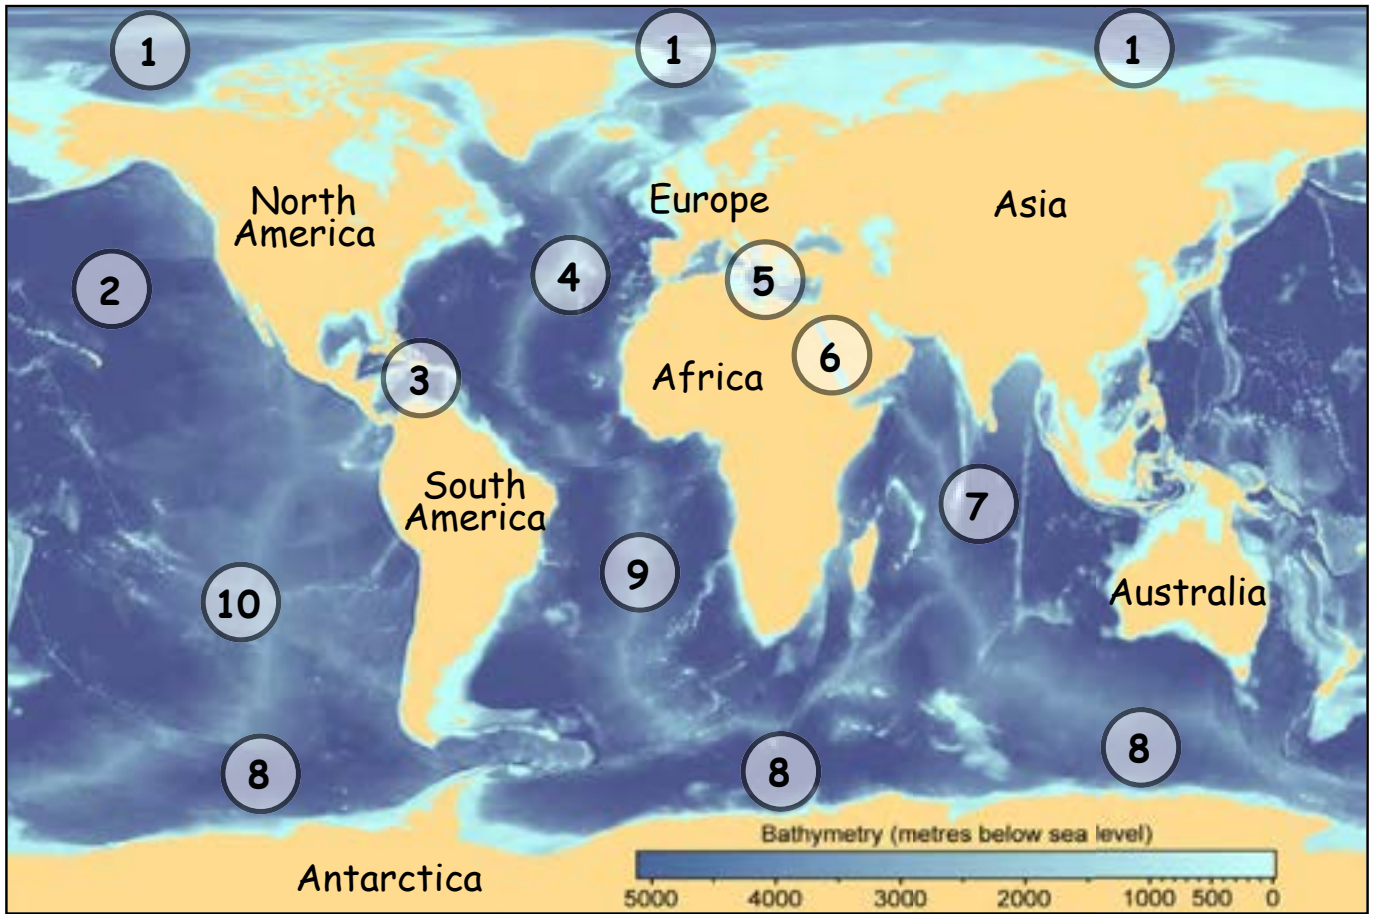 1
1
1
North
America
Europe
Asia
2
4
5
3
6
Africa
South
America
7
9
10
Australia
8
8
8
Bathymetry (metres below sea level)
5000 4000 3000 2000 1000 500 0
Antarctica